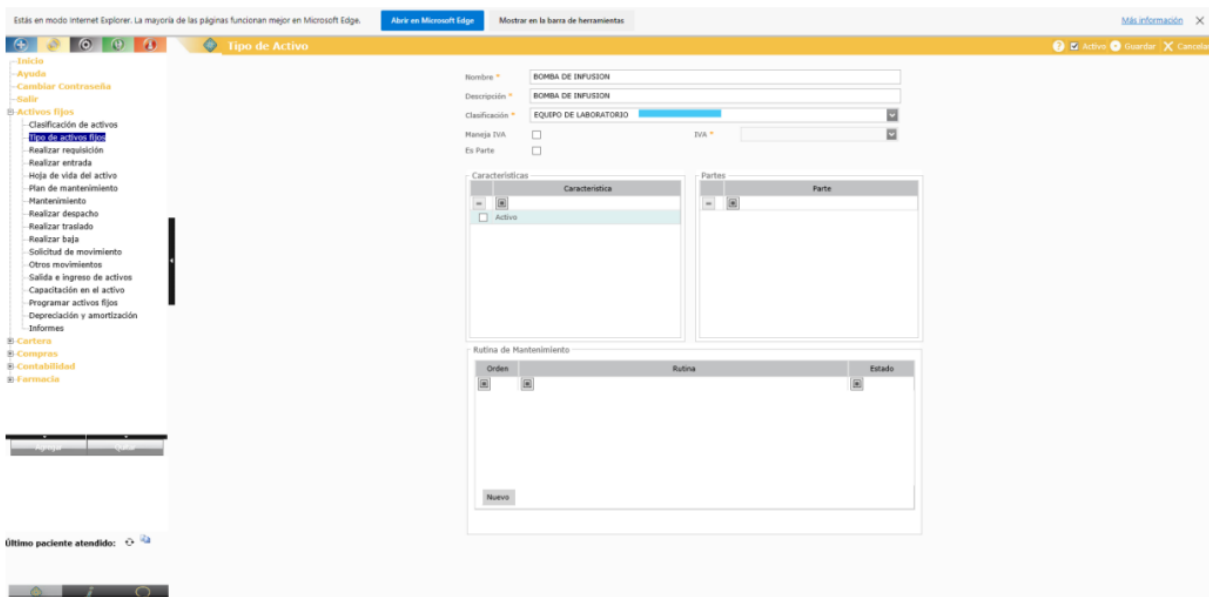 Estás en modo Internet Explorer. La mayoría de las páginas funcionan mejor en Microsoft Edge. Abrir en Microsoft Edge Mostrar en la barra de herramientas Más información
Tipo de Activo Activo Guardar Cancelar
Inicio
Ayuda
Cambiar Contraseña
Salir
Activos fijos
Clasificación de activos
Tipo de activos fijos
Realizar requisición
Realizar entrada
Hoja de vida del activo
Plan de mantenimiento
Mantenimiento
Realizar despacho
Realizar traslado
Realizar baja
Solicitud de movimiento
Otros movimientos
Salida e ingreso de activos
Capacitación en el activo
Programar activos fijos
Depreciación y amortización
Informes
Cartera
Compras
Contabilidad
Farmacia
Agregar Quitar
Último paciente atendido:
Nombre * BOMBA DE INFUSION
Descripción * BOMBA DE INFUSION
Clasificación * EQUIPO DE LABORATORIO
Maneja IVA IVA *
Es Parte
Características
Característica
Activo
Partes
Parte
Rutina de Mantenimiento
Orden Rutina Estado
Nuevo